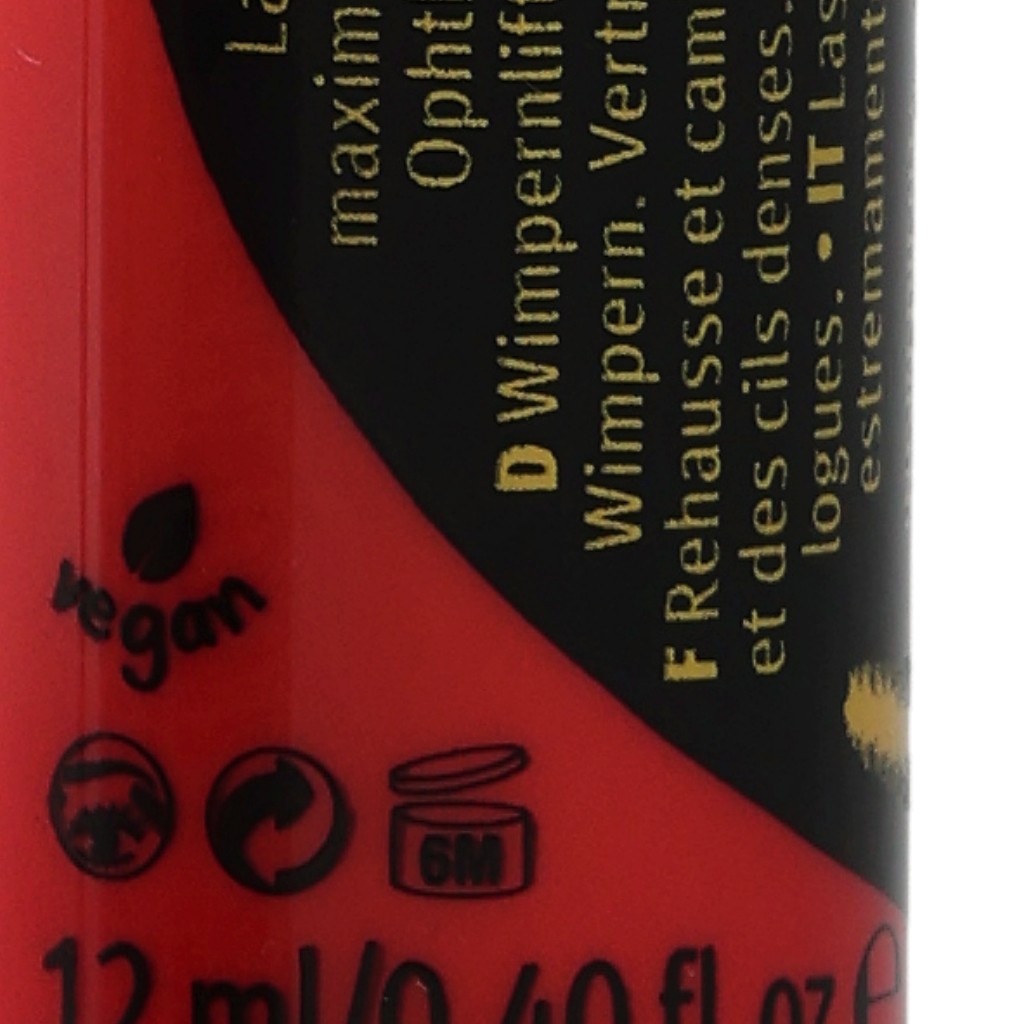 maxim
Opht
D Wimpernlift
Wimpern. Vert
F Rehausse et cam
et des cils denses.
logues. • IT Las
estremament
vegan
6M
12 ml/0.40 fl.oz e